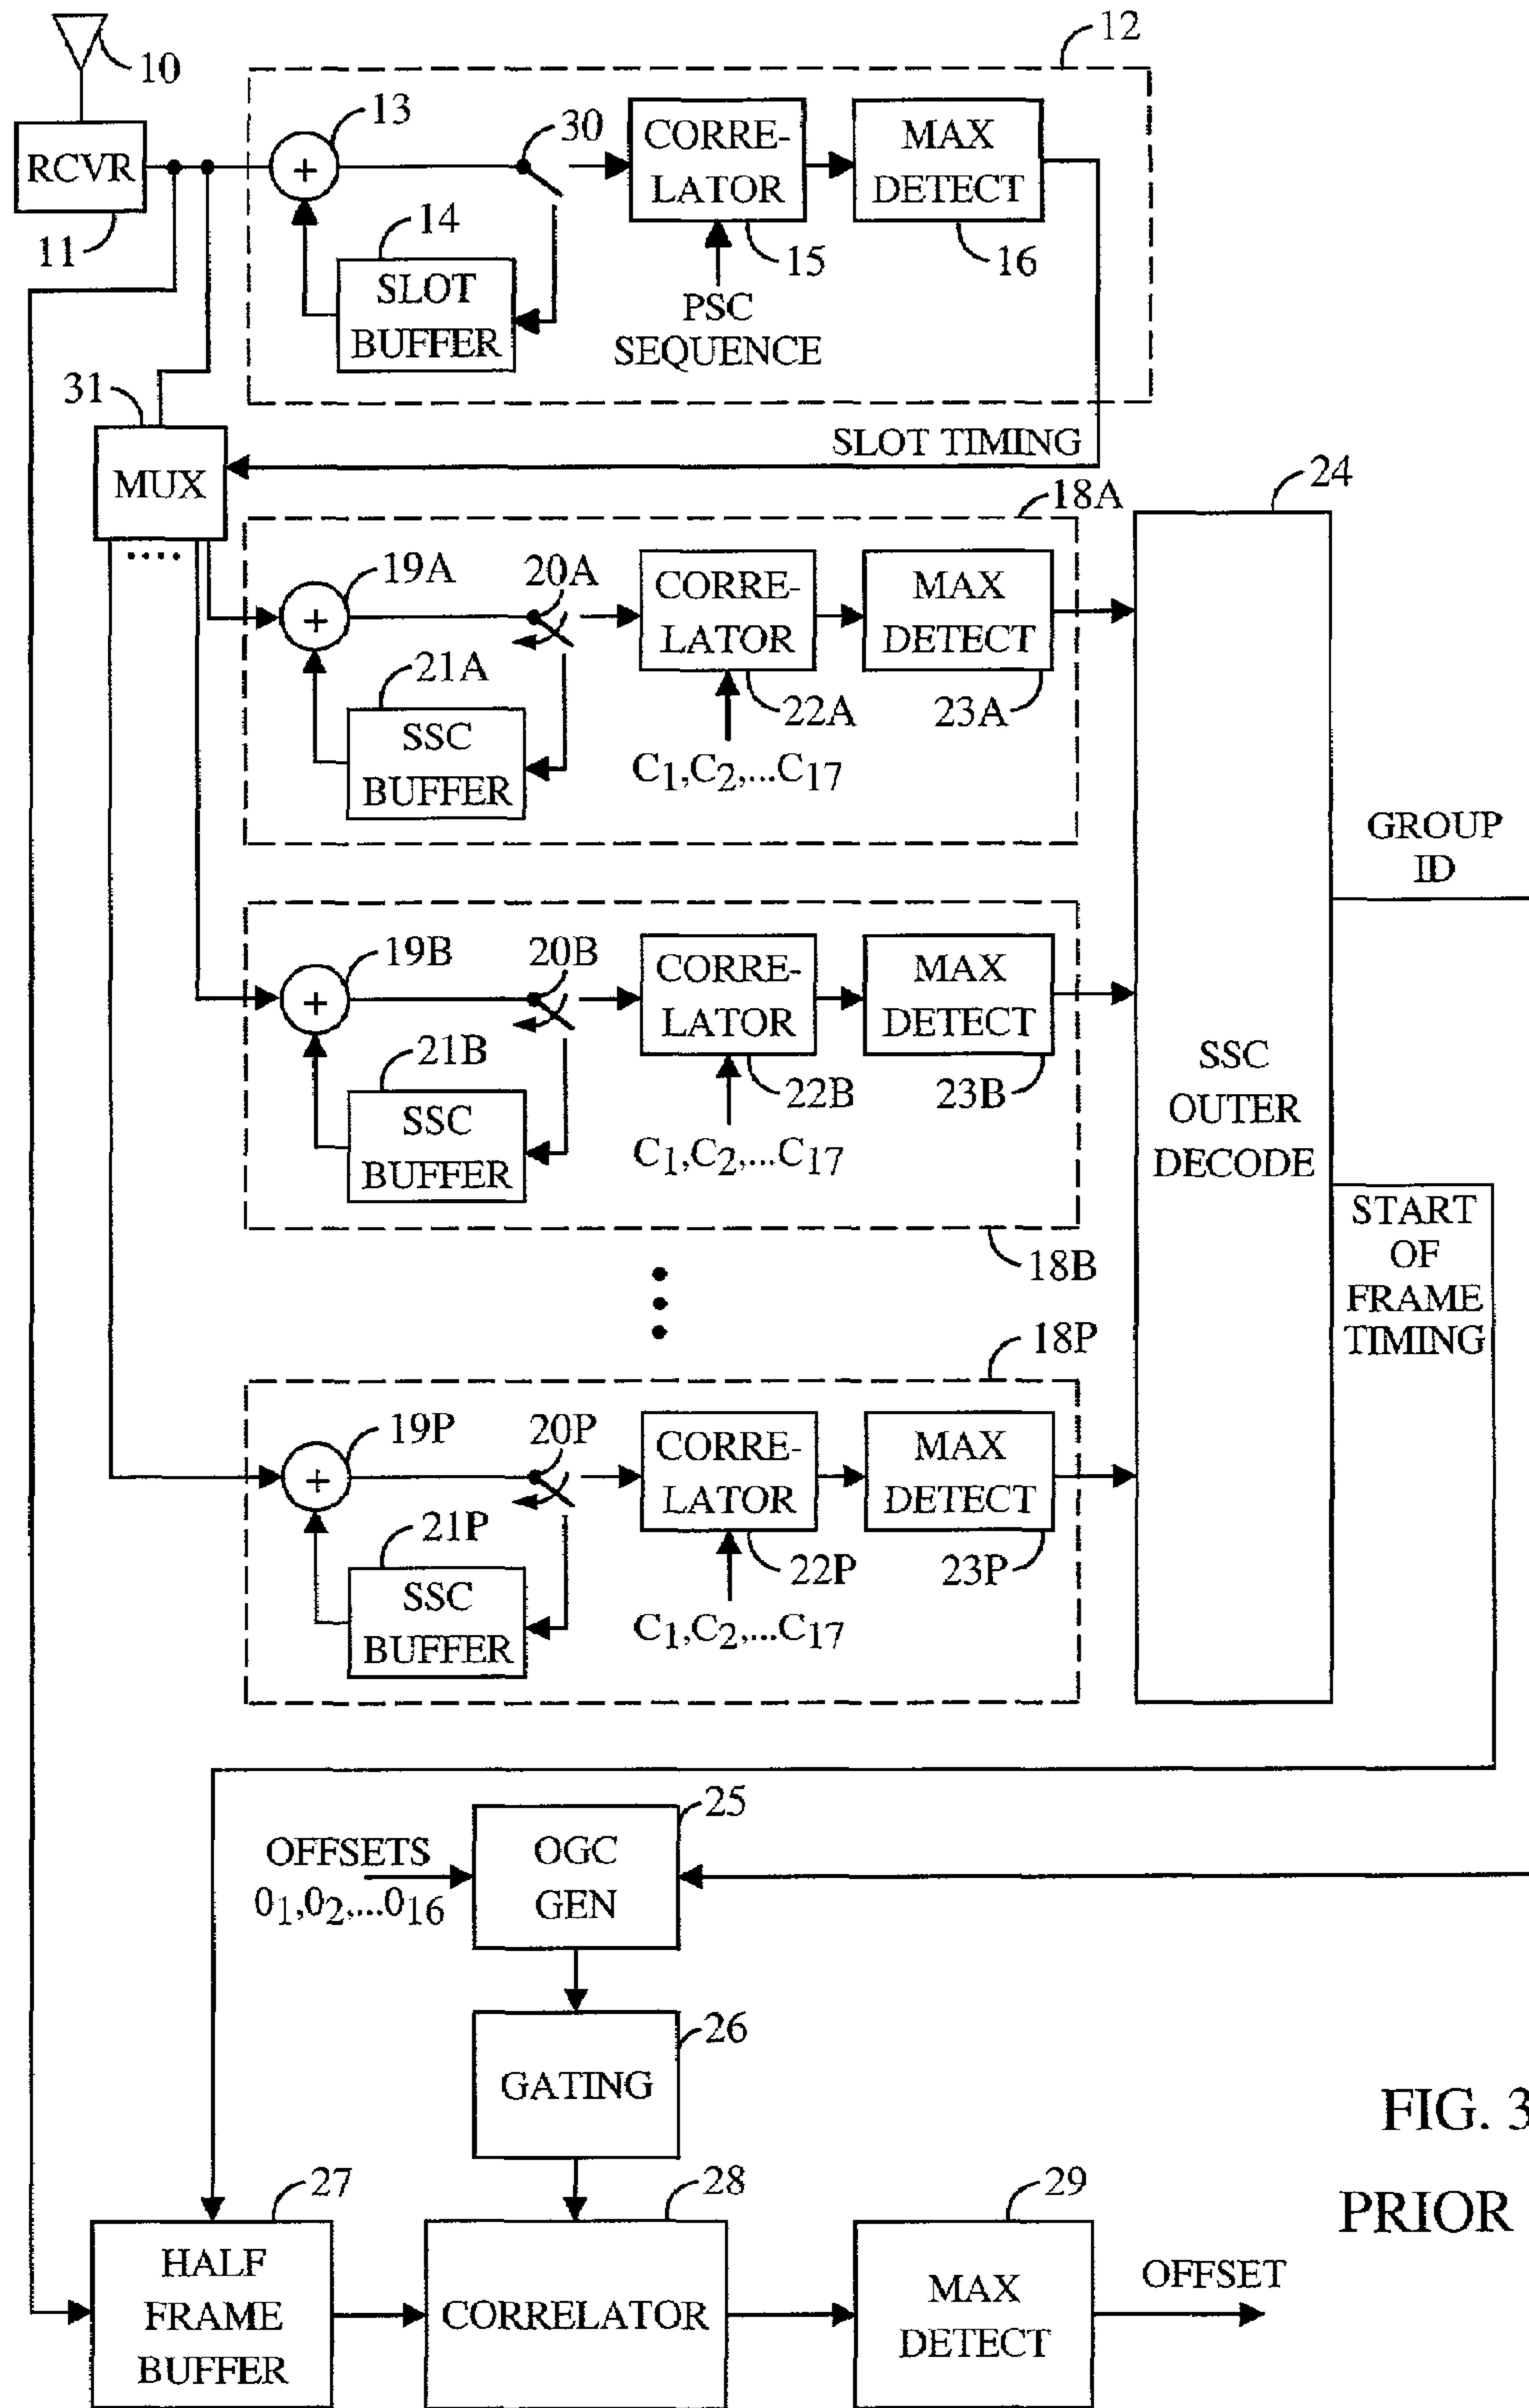 10
12
13
30
RCVR
CORRE-
LATOR
MAX
DETECT
11
14
15
16
SLOT
BUFFER
PSC
SEQUENCE
31
SLOT TIMING
MUX
24
18A
19A
20A
CORRE-
LATOR
MAX
DETECT
21A
22A
23A
SSC
BUFFER
C1,C2,...C17
GROUP
ID
19B
20B
CORRE-
LATOR
MAX
DETECT
21B
22B
23B
SSC
BUFFER
C1,C2,...C17
SSC
OUTER
DECODE
START
OF
FRAME
TIMING
18B
18P
19P
20P
CORRE-
LATOR
MAX
DETECT
21P
22P
23P
SSC
BUFFER
C1,C2,...C17
25
OFFSETS
01,02,...016
OGC
GEN
26
GATING
FIG. 3
PRIOR
27
28
29
HALF
FRAME
BUFFER
CORRELATOR
MAX
DETECT
OFFSET